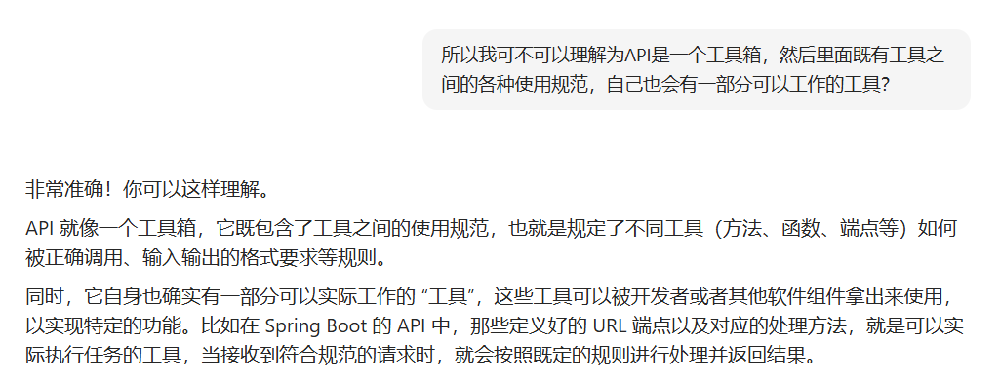 所以我可不可以理解为API是一个工具箱，然后里面既有工具之
间的各种使用规范，自己也会有一部分可以工作的工具？
非常准确！你可以这样理解。
API 就像一个工具箱，它既包含了工具之间的使用规范，也就是规定了不同工具（方法、函数、端点等）如何
被正确调用、输入输出的格式要求等规则。
同时，它自身也确实有一部分可以实际工作的 “工具”，这些工具可以被开发者或者其他软件组件拿出来使用，
以实现特定的功能。比如在 Spring Boot 的 API 中，那些定义好的 URL 端点以及对应的处理方法，就是可以实
际执行任务的工具，当接收到符合规范的请求时，就会按照既定的规则进行处理并返回结果。